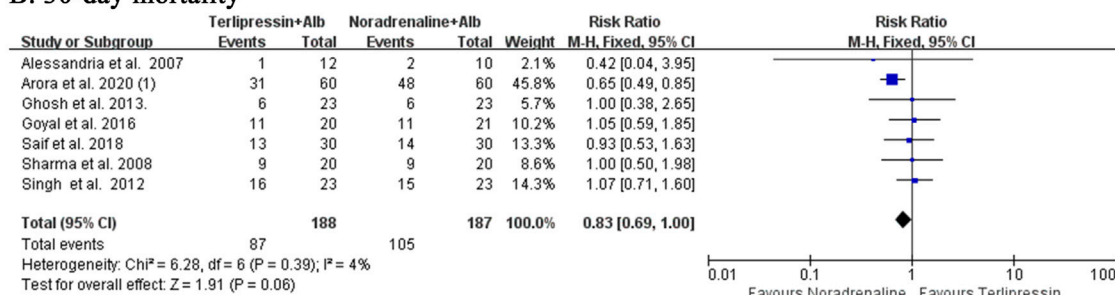 B. 30-day mortality
Terlipressin+Alb Noradrenaline+Alb Risk Ratio Risk Ratio
Study or Subgroup Events Total Events Total Weight M-H, Fixed, 95% CI M-H, Fixed, 95% CI
Alessandria et al. 2007 1 12 2 10 2.1% 0.42 [0.04, 3.95]
Arora et al. 2020 (1) 31 60 48 60 45.8% 0.65 [0.49, 0.85]
Ghosh et al. 2013. 6 23 6 23 5.7% 1.00 [0.38, 2.65]
Goyal et al. 2016 11 20 11 21 10.2% 1.05 [0.59, 1.85]
Saif et al. 2018 13 30 14 30 13.3% 0.93 [0.53, 1.63]
Sharma et al. 2008 9 20 9 20 8.6% 1.00 [0.50, 1.98]
Singh et al. 2012 16 23 15 23 14.3% 1.07 [0.71, 1.60]
Total (95% CI) 188 187 100.0% 0.83 [0.69, 1.00]
Total events 87 105
Heterogeneity: Chi² = 6.28, df = 6 (P = 0.39); I² = 4%
Test for overall effect: Z = 1.91 (P = 0.06)
0.01 0.1 1 10 100
Favours Noradrenaline Favours Terlipressin